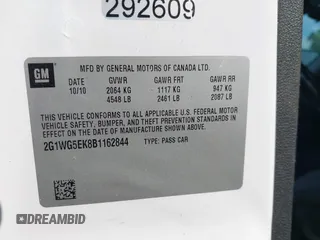 292609
GM
MFD BY GENERAL MOTORS OF CANADA LTD.
DATE GVWR GAWR FRT GAWR RR
10/10 2064 KG 1117 KG 947 KG
4548 LB 2461 LB 2087 LB
THIS VEHICLE CONFORMS TO ALL APPLICABLE U.S. FEDERAL MOTOR
VEHICLE SAFETY, BUMPER, AND THEFT PREVENTION STANDARDS IN
EFFECT ON THE DATE OF MANUFACTURE SHOWN ABOVE.
2G1WG5EK8B1162844 TYPE: PASS CAR
©RAMBID